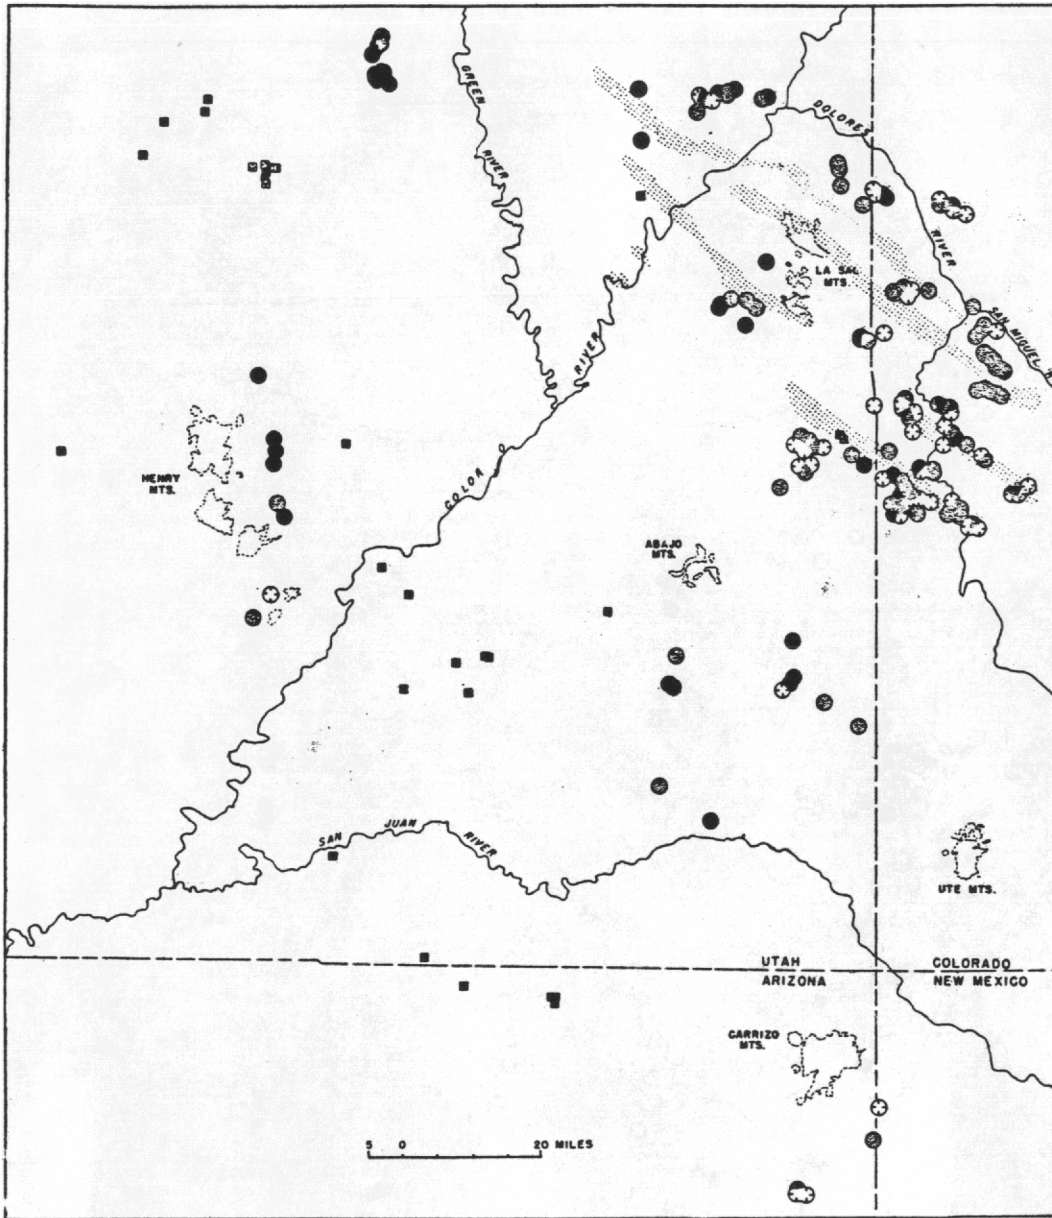 GREEN
RIVER
DOLORES
RIVER
LA SAL
MTS.
SAN MIGUEL R
RIVER
COLOR
O
HENRY
MTS.
ABAJO
MTS.
SAN JUAN RIVER
UTE MTS.
UTAH COLORADO
ARIZONA NEW MEXICO
CARRIZO
MTS.
5 0 20 MILES